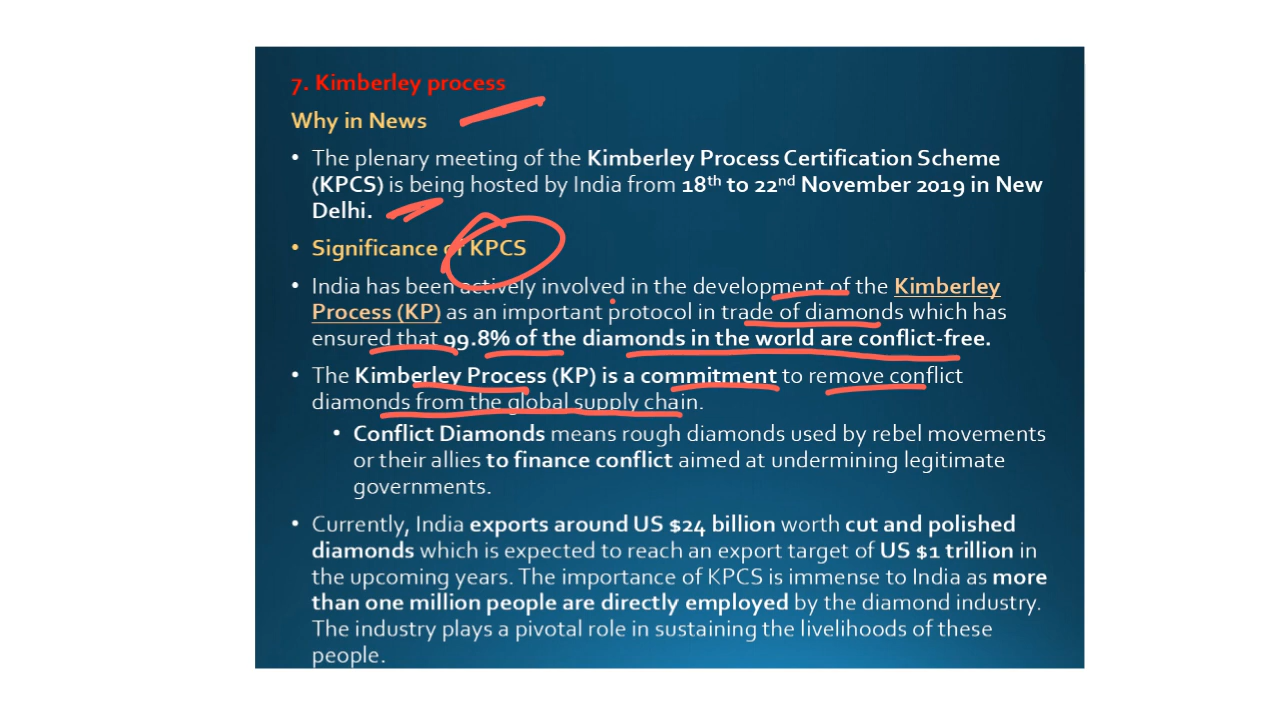 7. Kimberley process
Why in News
• The plenary meeting of the Kimberley Process Certification Scheme
(KPCS) is being hosted by India from 18th to 22nd November 2019 in New
Delhi.
• Significance of KPCS
• India has been actively involved in the development of the Kimberley
Process (KP) as an important protocol in trade of diamonds which has
ensured that 99.8% of the diamonds in the world are conflict-free.
• The Kimberley Process (KP) is a commitment to remove conflict
diamonds from the global supply chain.
• Conflict Diamonds means rough diamonds used by rebel movements
or their allies to finance conflict aimed at undermining legitimate
governments.
• Currently, India exports around US $24 billion worth cut and polished
diamonds which is expected to reach an export target of US $1 trillion in
the upcoming years. The importance of KPCS is immense to India as more
than one million people are directly employed by the diamond industry.
The industry plays a pivotal role in sustaining the livelihoods of these
people.